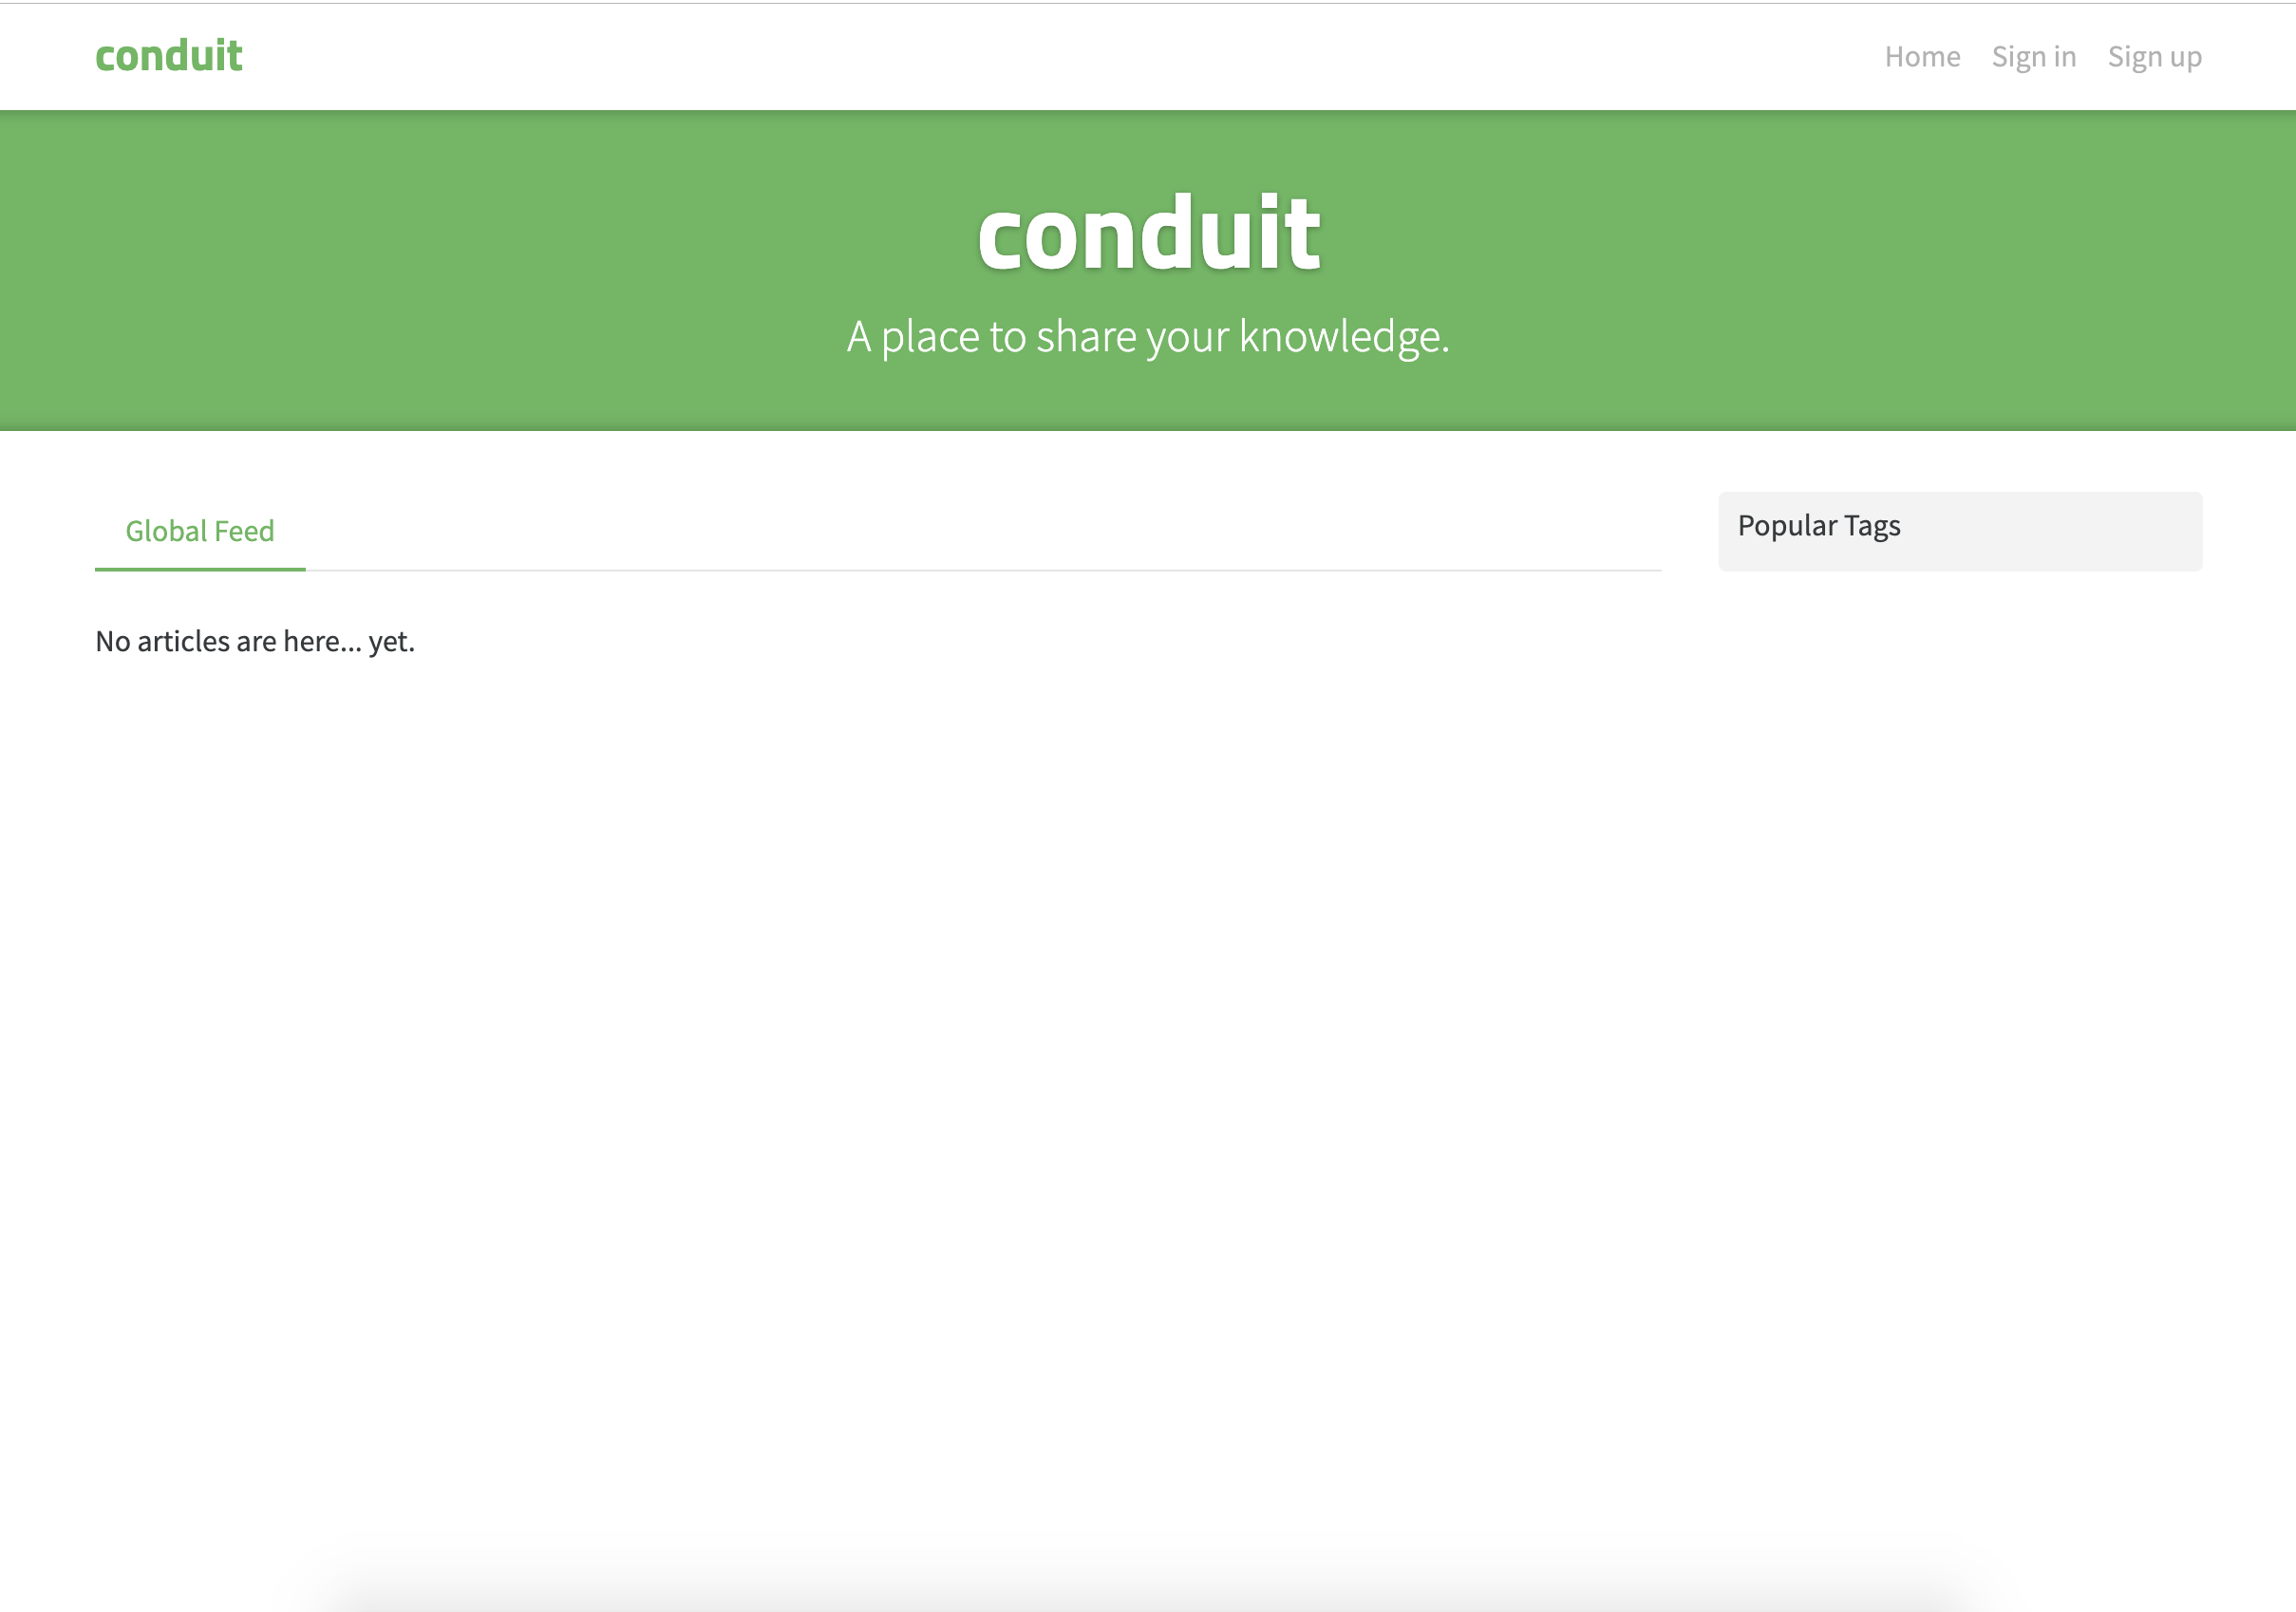 conduit
Home Sign in Sign up
conduit
A place to share your knowledge.
Global Feed
Popular Tags
No articles are here... yet.